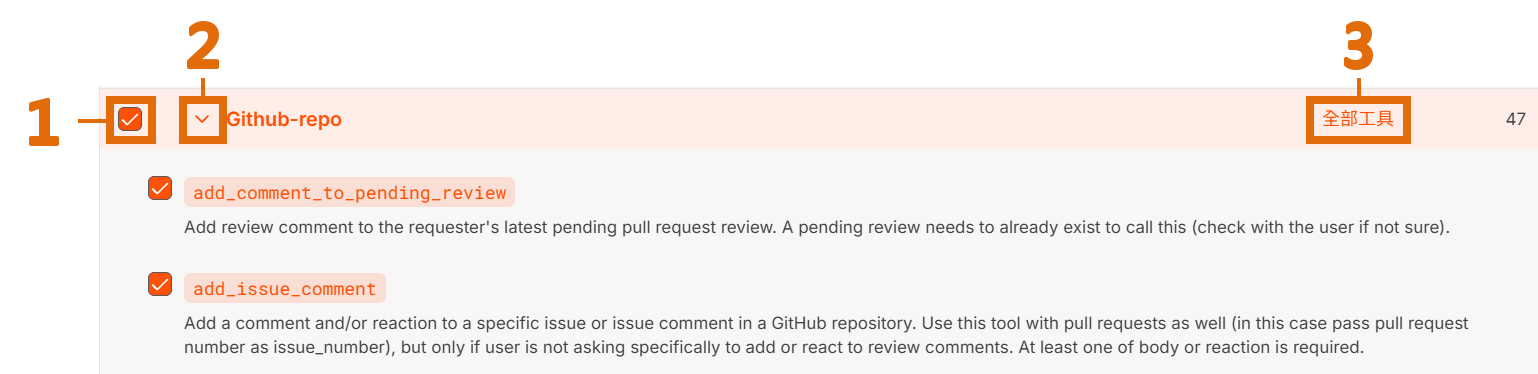 2
3
1
Github-repo 全部工具 47
add_comment_to_pending_review
Add review comment to the requester's latest pending pull request review. A pending review needs to already exist to call this (check with the user if not sure).
add_issue_comment
Add a comment and/or reaction to a specific issue or issue comment in a GitHub repository. Use this tool with pull requests as well (in this case pass pull request
number as issue_number), but only if user is not asking specifically to add or react to review comments. At least one of body or reaction is required.